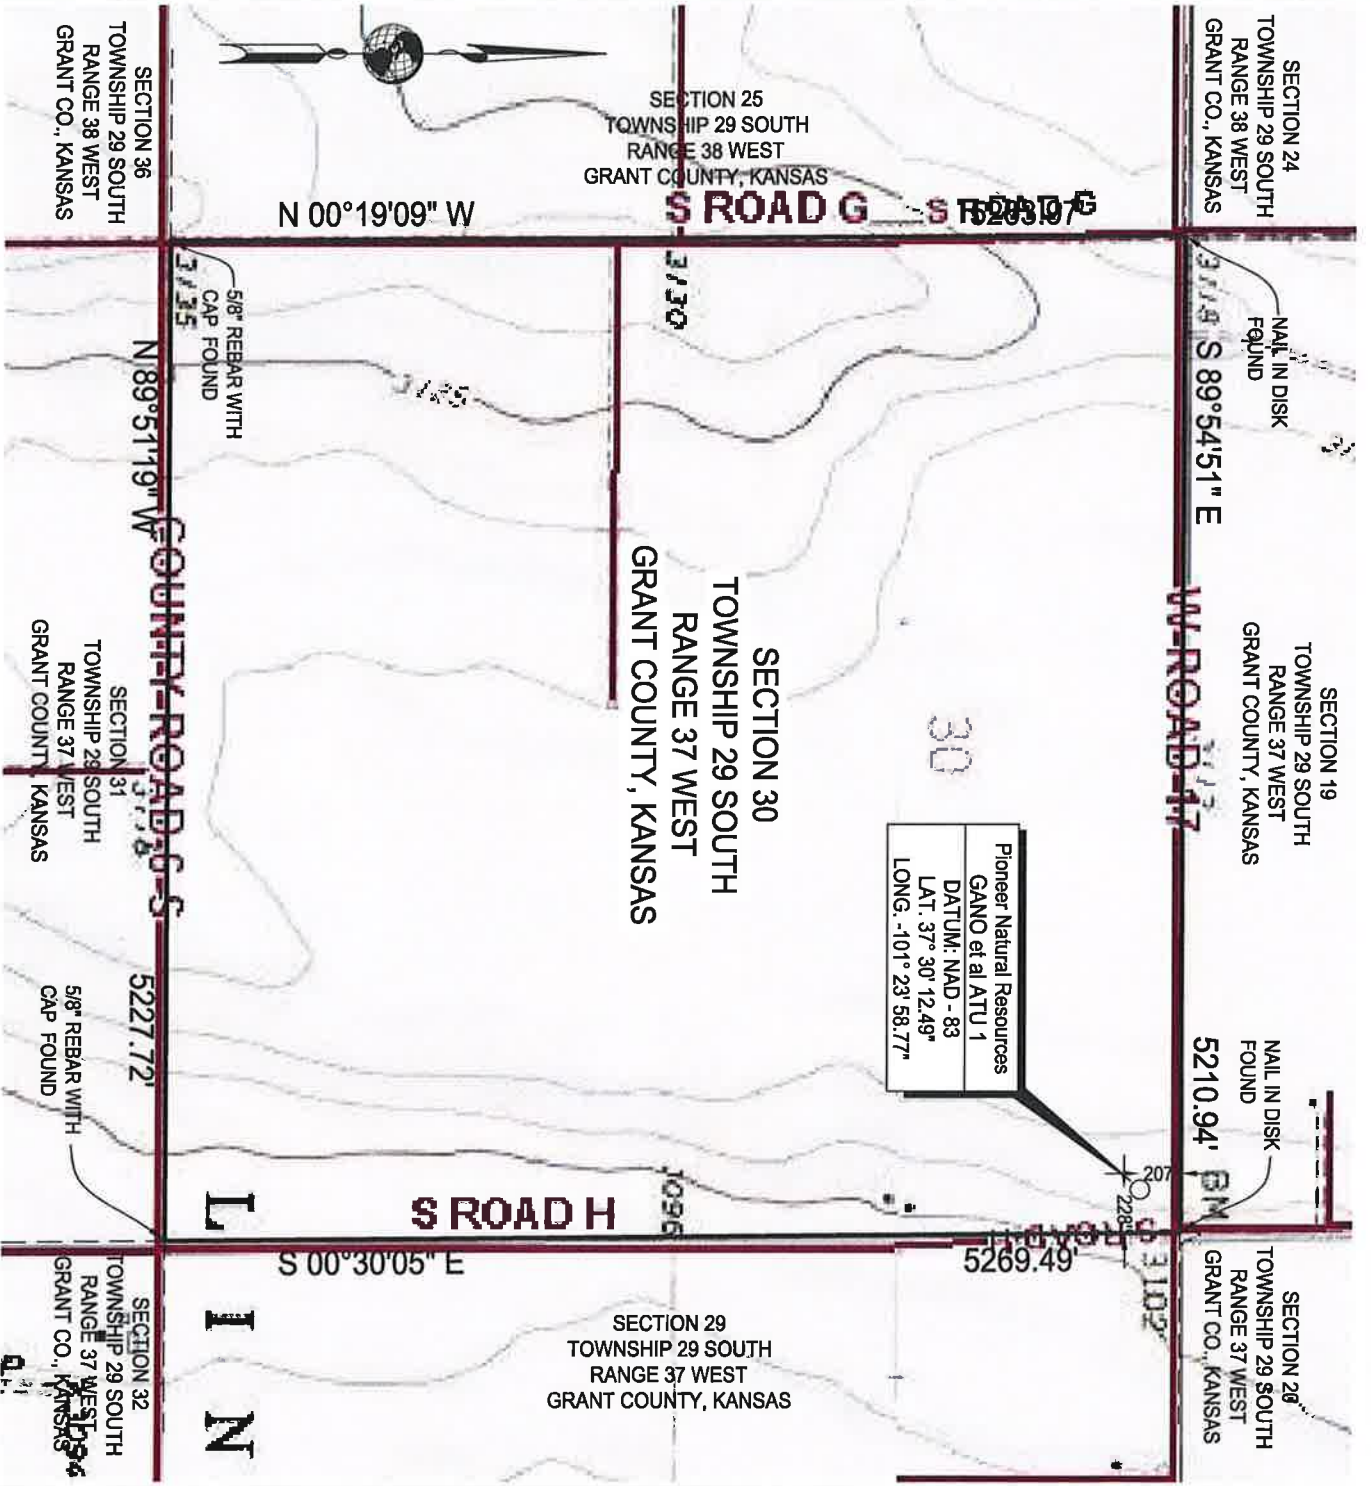 SECTION 24
TOWNSHIP 29 SOUTH
RANGE 38 WEST
GRANT CO., KANSAS
SECTION 25
TOWNSHIP 29 SOUTH
RANGE 38 WEST
GRANT COUNTY, KANSAS
SECTION 36
TOWNSHIP 29 SOUTH
RANGE 38 WEST
GRANT CO., KANSAS
N 00°19'09" W
S ROAD G
NAIL IN DISK
FOUND
S 89°54'51" E
W-ROAD-17
5210.94'
BM
NAIL IN DISK
FOUND
SECTION 19
TOWNSHIP 29 SOUTH
RANGE 37 WEST
GRANT COUNTY, KANSAS
SECTION 20
TOWNSHIP 29 SOUTH
RANGE 37 WEST
GRANT CO., KANSAS
3130
3135
3125
5/8" REBAR WITH
CAP FOUND
SECTION 30
TOWNSHIP 29 SOUTH
RANGE 37 WEST
GRANT COUNTY, KANSAS
30
Pioneer Natural Resources
GANO et al ATU 1
DATUM: NAD - 83
LAT. 37° 30' 12.49"
LONG. -101° 23' 58.77"
207'
228'
3102
N 89°51'19" W
COUNTY-ROAD-6-S
5227.72'
5/8" REBAR WITH
CAP FOUND
SECTION 31
TOWNSHIP 29 SOUTH
RANGE 37 WEST
GRANT COUNTY, KANSAS
S ROAD H
S 00°30'05" E
5269.49'
L I N
SECTION 29
TOWNSHIP 29 SOUTH
RANGE 37 WEST
GRANT COUNTY, KANSAS
SECTION 32
TOWNSHIP 29 SOUTH
RANGE 37 WEST
GRANT CO., KANSAS